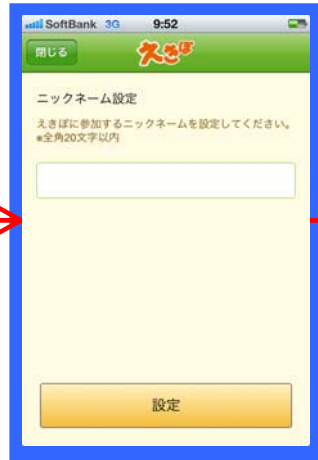 SoftBank 3G 9:52
閉じる
えきぽ
ニックネーム設定
えきぽに参加するニックネームを設定してください。
※全角20文字以内
設定